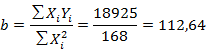 b = ∑XᵢYᵢ / ∑Xᵢ² = 18925 / 168 = 112,64